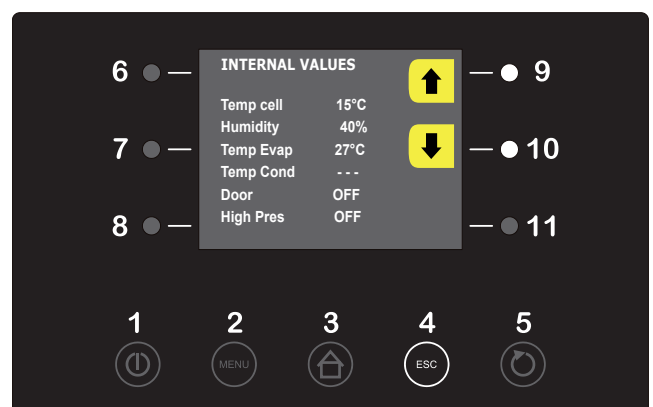 INTERNAL VALUES
Temp cell 15°C
Humidity 40%
Temp Evap 27°C
Temp Cond - - -
Door OFF
High Pres OFF
6
7
8
9
10
11
1 2 3 4 5
MENU ESC